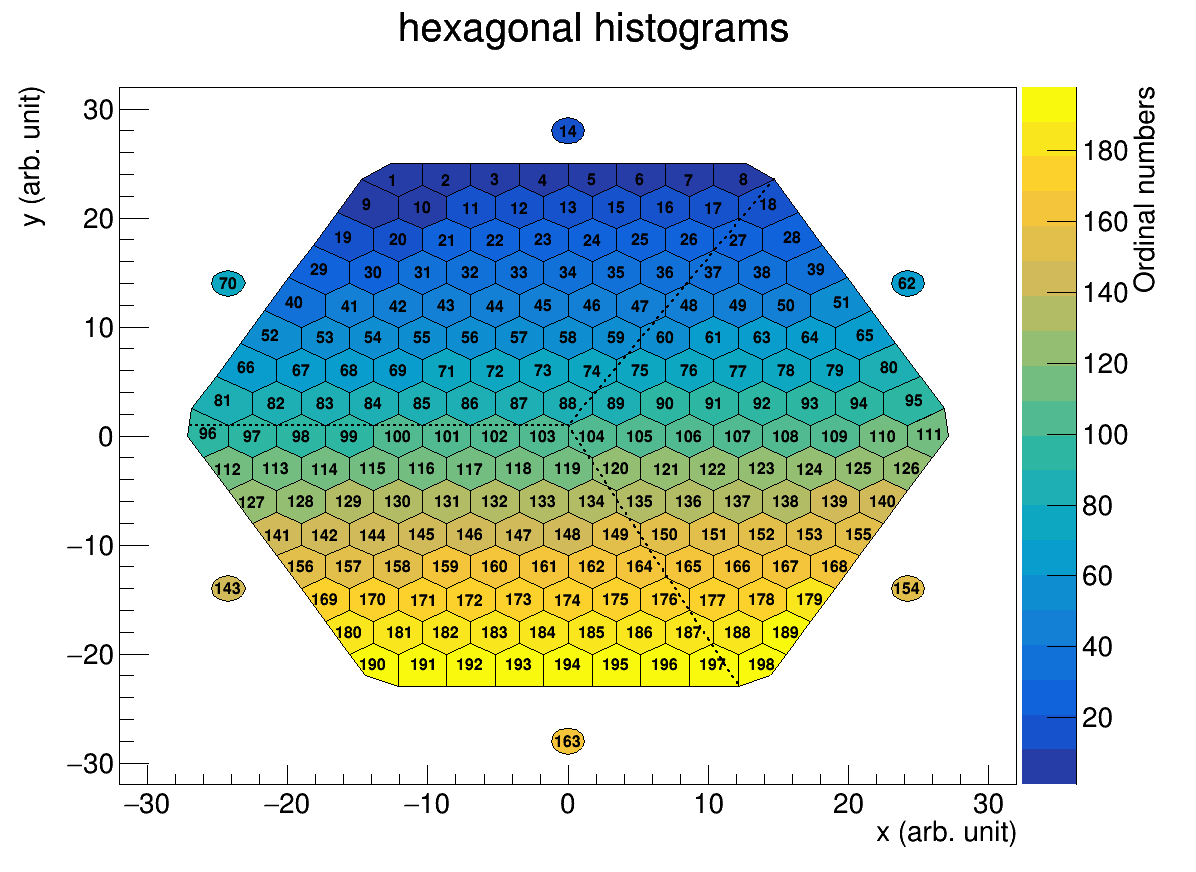 hexagonal histograms
y (arb. unit)
Ordinal numbers
30
20
10
0
−10
−20
−30
14
1 2 3 4 5 6 7 8
9 10 11 12 13 15 16 17 18
19 20 21 22 23 24 25 26 27 28
29 30 31 32 33 34 35 36 37 38 39
70
62
40 41 42 43 44 45 46 47 48 49 50 51
52 53 54 55 56 57 58 59 60 61 63 64 65
66 67 68 69 71 72 73 74 75 76 77 78 79 80
81 82 83 84 85 86 87 88 89 90 91 92 93 94 95
96 97 98 99 100 101 102 103 104 105 106 107 108 109 110 111
112 113 114 115 116 117 118 119 120 121 122 123 124 125 126
127 128 129 130 131 132 133 134 135 136 137 138 139 140
141 142 144 145 146 147 148 149 150 151 152 153 155
156 157 158 159 160 161 162 164 165 166 167 168
143
154
169 170 171 172 173 174 175 176 177 178 179
180 181 182 183 184 185 186 187 188 189
190 191 192 193 194 195 196 197 198
163
−30 −20 −10 0 10 20 30
x (arb. unit)
180
160
140
120
100
80
60
40
20